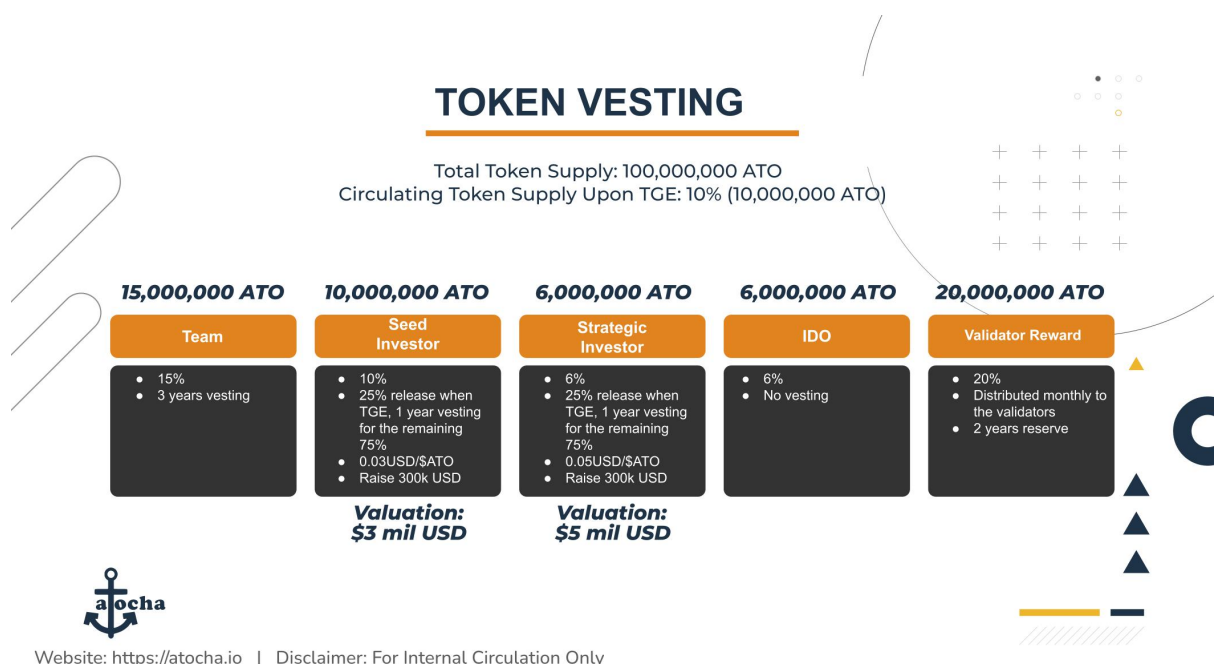 TOKEN VESTING
Total Token Supply: 100,000,000 ATO
Circulating Token Supply Upon TGE: 10% (10,000,000 ATO)
15,000,000 ATO
Team
● 15%
● 3 years vesting
10,000,000 ATO
Seed
Investor
● 10%
● 25% release when
TGE, 1 year vesting
for the remaining
75%
● 0.03USD/$ATO
● Raise 300k USD
Valuation:
$3 mil USD
6,000,000 ATO
Strategic
Investor
● 6%
● 25% release when
TGE, 1 year vesting
for the remaining
75%
● 0.05USD/$ATO
● Raise 300k USD
Valuation:
$5 mil USD
6,000,000 ATO
IDO
● 6%
● No vesting
20,000,000 ATO
Validator Reward
● 20%
● Distributed monthly to
the validators
● 2 years reserve
atocha
Website: https://atocha.io | Disclaimer: For Internal Circulation Only